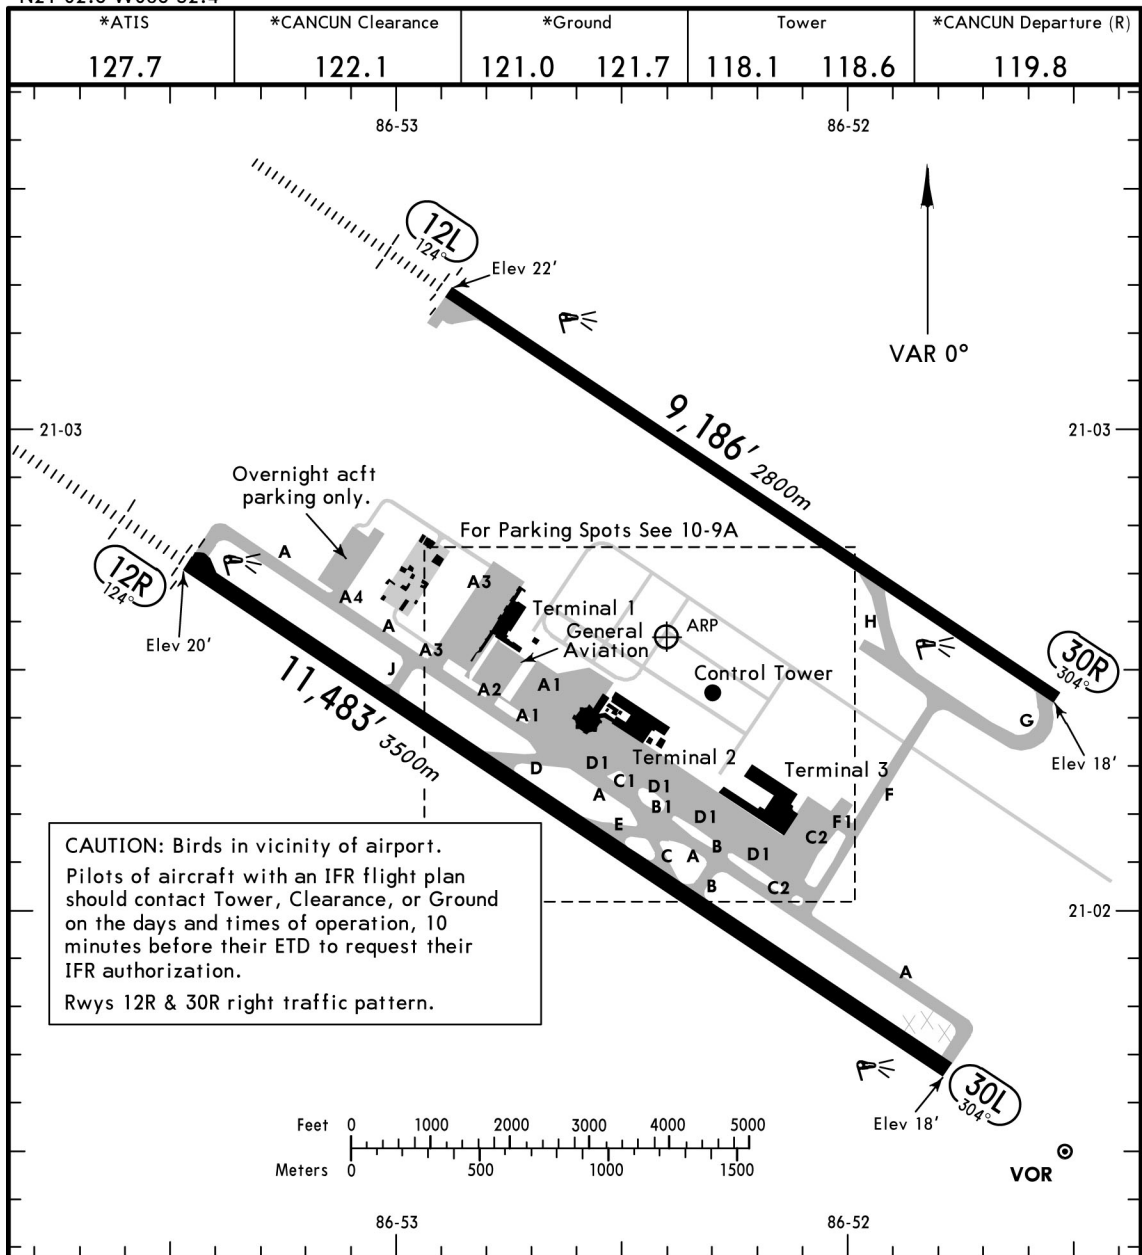 *ATIS
127.7
*CANCUN Clearance
122.1
*Ground
121.0 121.7
Tower
118.1 118.6
*CANCUN Departure (R)
119.8
86-53
86-52
12L
124°
Elev 22'
VAR 0°
9,186' 2800m
21-03
21-03
Overnight acft
parking only.
For Parking Spots See 10-9A
12R
124°
Elev 20'
A
A4
A
A3
A3
J
Terminal 1
General
Aviation
ARP
Control Tower
H
30R
304°
G
Elev 18'
11,483' 3500m
A2
A1
A1
D
D1
C1
D1
A
B1
E
Terminal 2
Terminal 3
D1
F
F1
C2
B
C
A
D1
B
C2
21-02
A
CAUTION: Birds in vicinity of airport.
Pilots of aircraft with an IFR flight plan
should contact Tower, Clearance, or Ground
on the days and times of operation, 10
minutes before their ETD to request their
IFR authorization.
Rwys 12R & 30R right traffic pattern.
30L
304°
Elev 18'
VOR
Feet 0 1000 2000 3000 4000 5000
Meters 0 500 1000 1500
86-53
86-52